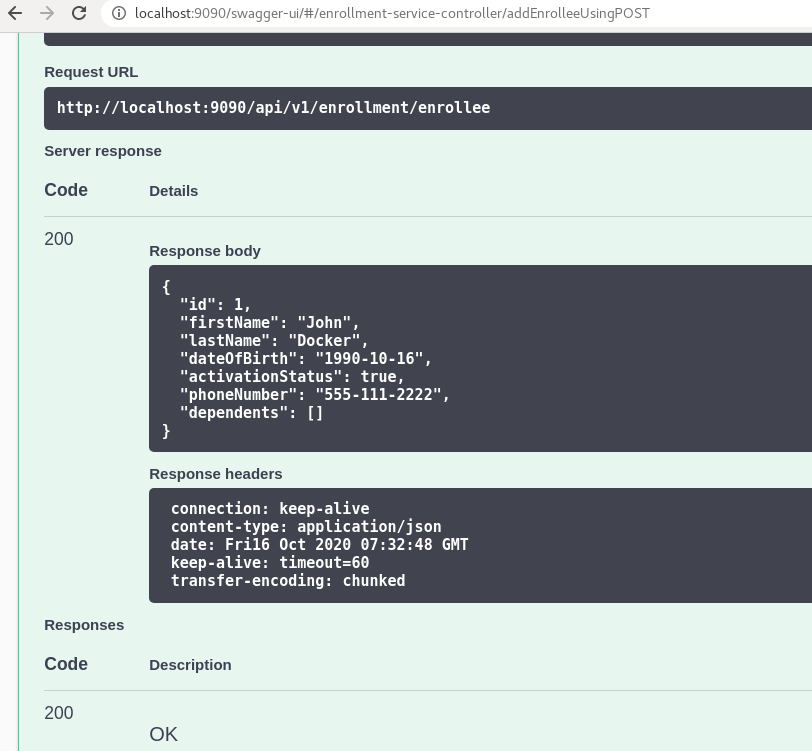 localhost:9090/swagger-ui/#/enrollment-service-controller/addEnrolleeUsingPOST
Request URL
http://localhost:9090/api/v1/enrollment/enrollee
Server response
Code Details
200
Response body
{
"id": 1,
"firstName": "John",
"lastName": "Docker",
"dateOfBirth": "1990-10-16",
"activationStatus": true,
"phoneNumber": "555-111-2222",
"dependents": []
}
Response headers
connection: keep-alive
content-type: application/json
date: Fri16 Oct 2020 07:32:48 GMT
keep-alive: timeout=60
transfer-encoding: chunked
Responses
Code Description
200
OK